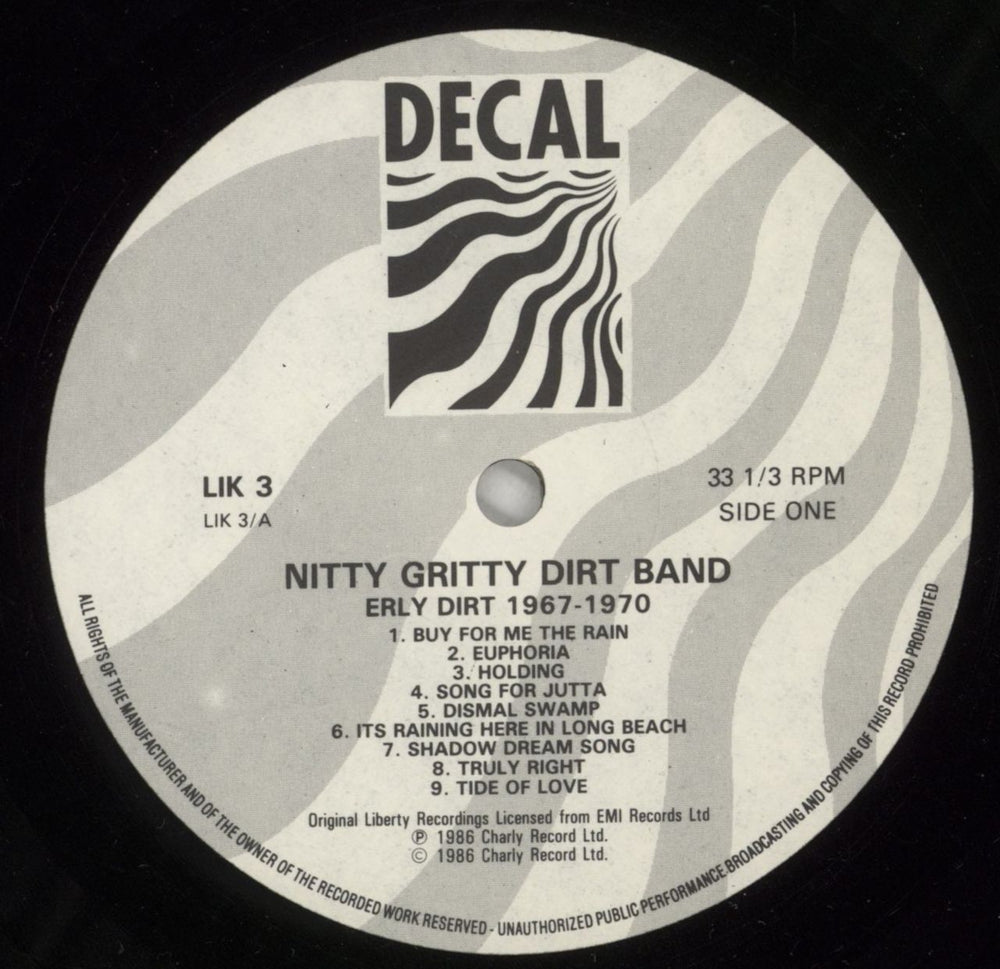 DECAL
LIK 3
LIK 3/A
33 1/3 RPM
SIDE ONE
NITTY GRITTY DIRT BAND
ERLY DIRT 1967-1970
1. BUY FOR ME THE RAIN
2. EUPHORIA
3. HOLDING
4. SONG FOR JUTTA
5. DISMAL SWAMP
6. ITS RAINING HERE IN LONG BEACH
7. SHADOW DREAM SONG
8. TRULY RIGHT
9. TIDE OF LOVE
Original Liberty Recordings Licensed from EMI Records Ltd
℗ 1986 Charly Record Ltd.
© 1986 Charly Record Ltd.
ALL RIGHTS OF THE MANUFACTURER AND OF THE OWNER OF THE RECORDED WORK RESERVED - UNAUTHORIZED PUBLIC PERFORMANCE BROADCASTING AND COPYING OF THIS RECORD PROHIBITED